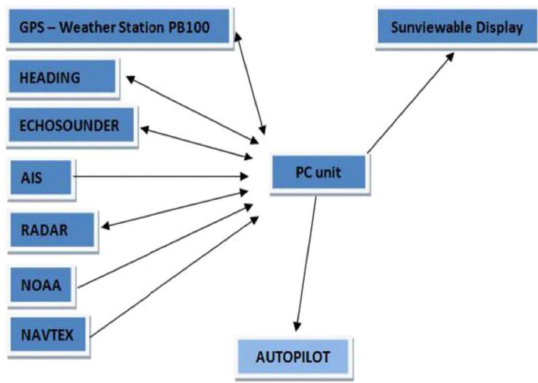 GPS – Weather Station PB100
Sunviewable Display
HEADING
ECHOSOUNDER
AIS
PC unit
RADAR
NOAA
NAVTEX
AUTOPILOT